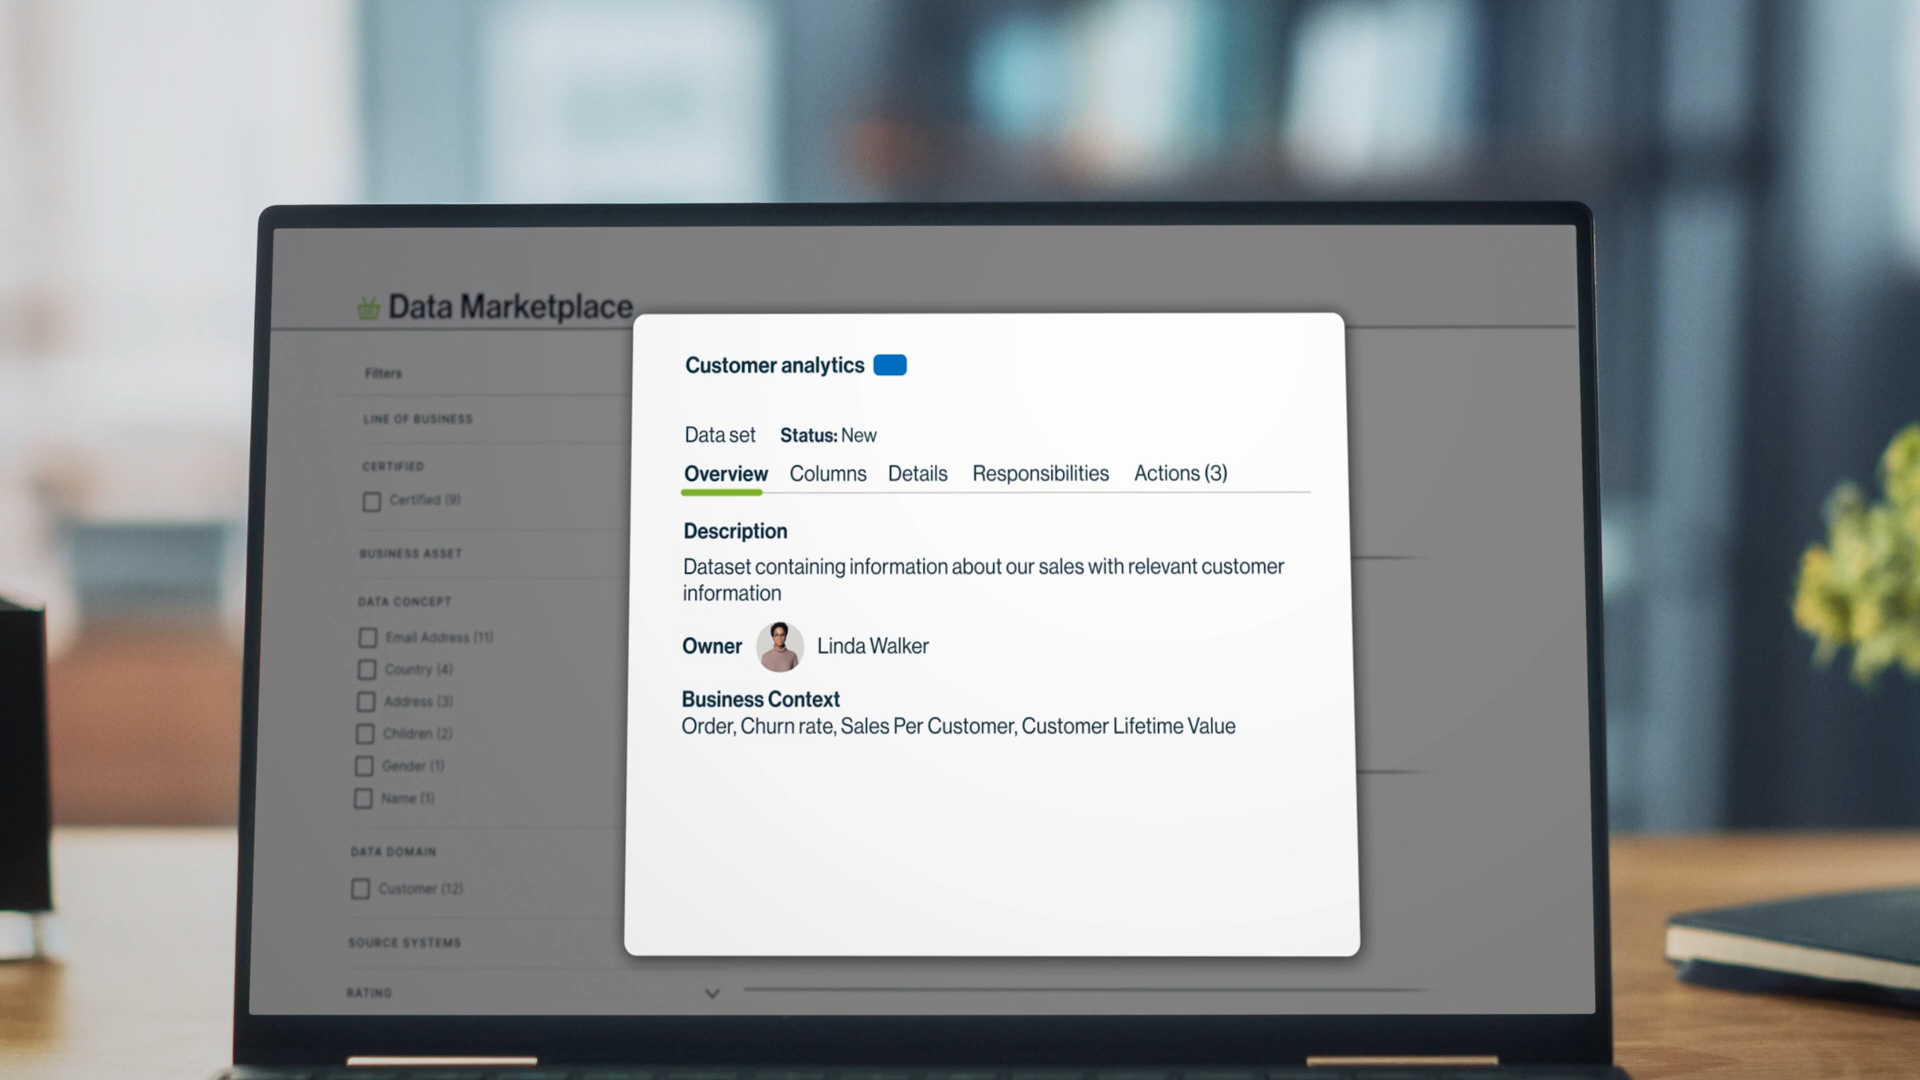 Data Marketplace
Filters
LINE OF BUSINESS
CERTIFIED
Certified (9)
BUSINESS ASSET
DATA CONCEPT
Email Address (11)
Country (4)
Address (3)
Children (2)
Gender (1)
Name (1)
DATA DOMAIN
Customer (12)
SOURCE SYSTEMS
RATING
Customer analytics
Data set Status: New
Overview Columns Details Responsibilities Actions (3)
Description
Dataset containing information about our sales with relevant customer
information
Owner Linda Walker
Business Context
Order, Churn rate, Sales Per Customer, Customer Lifetime Value